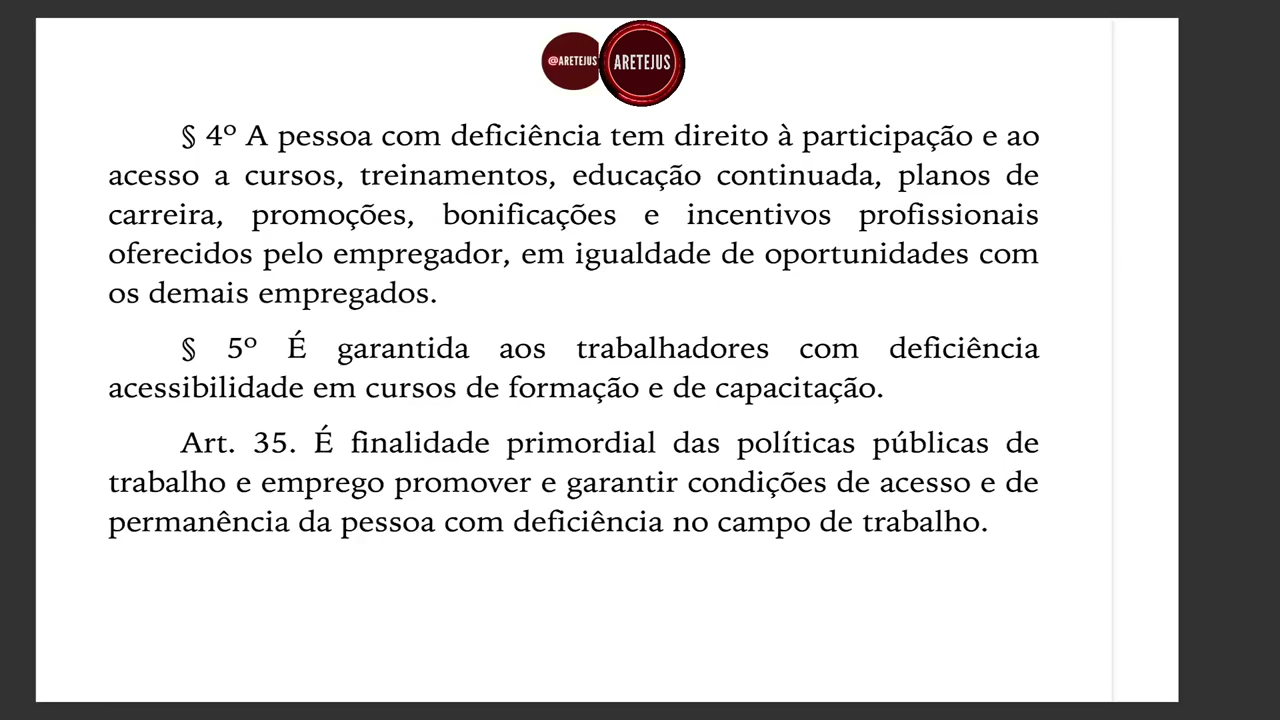 @ARETEJUS
ARETEJUS
§ 4º A pessoa com deficiência tem direito à participação e ao
acesso a cursos, treinamentos, educação continuada, planos de
carreira, promoções, bonificações e incentivos profissionais
oferecidos pelo empregador, em igualdade de oportunidades com
os demais empregados.
§ 5º É garantida aos trabalhadores com deficiência
acessibilidade em cursos de formação e de capacitação.
Art. 35. É finalidade primordial das políticas públicas de
trabalho e emprego promover e garantir condições de acesso e de
permanência da pessoa com deficiência no campo de trabalho.